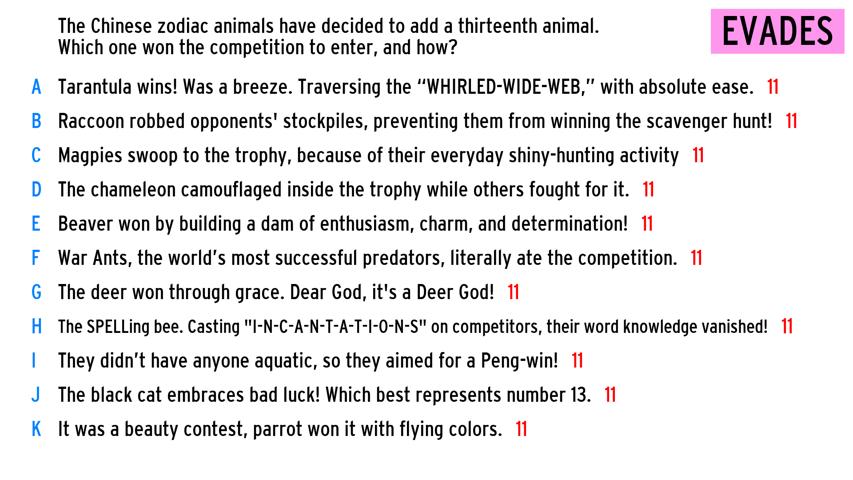 The Chinese zodiac animals have decided to add a thirteenth animal.
Which one won the competition to enter, and how?
EVADES
A Tarantula wins! Was a breeze. Traversing the “WHIRLED-WIDE-WEB,” with absolute ease. 11
B Raccoon robbed opponents' stockpiles, preventing them from winning the scavenger hunt! 11
C Magpies swoop to the trophy, because of their everyday shiny-hunting activity 11
D The chameleon camouflaged inside the trophy while others fought for it. 11
E Beaver won by building a dam of enthusiasm, charm, and determination! 11
F War Ants, the world’s most successful predators, literally ate the competition. 11
G The deer won through grace. Dear God, it's a Deer God! 11
H The SPELLing bee. Casting "I-N-C-A-N-T-A-T-I-O-N-S" on competitors, their word knowledge vanished! 11
I They didn’t have anyone aquatic, so they aimed for a Peng-win! 11
J The black cat embraces bad luck! Which best represents number 13. 11
K It was a beauty contest, parrot won it with flying colors. 11